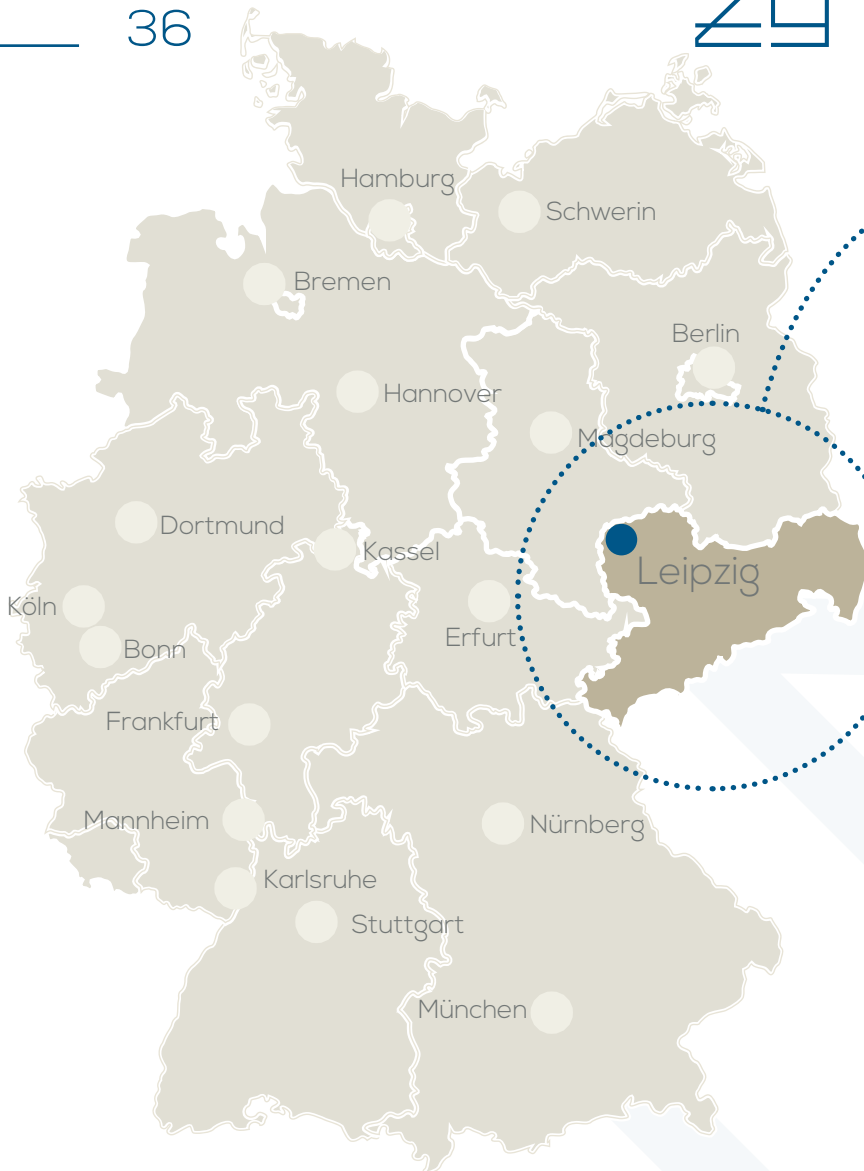 36
29
Hamburg
Schwerin
Bremen
Berlin
Hannover
Magdeburg
Dortmund
Kassel
Leipzig
Köln
Erfurt
Bonn
Frankfurt
Mannheim
Nürnberg
Karlsruhe
Stuttgart
München